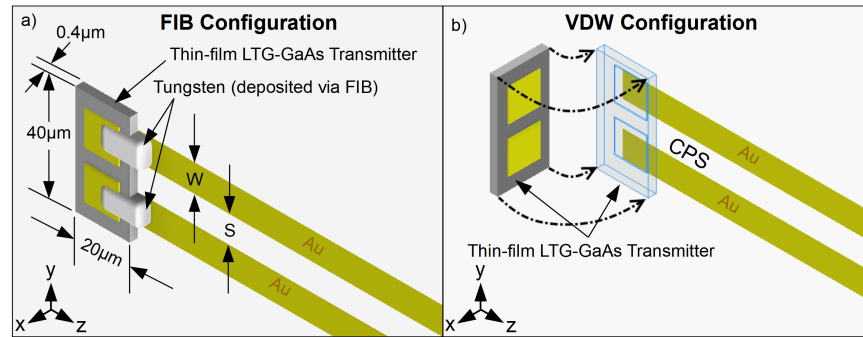 a)
FIB Configuration
0.4μm
Thin-film LTG-GaAs Transmitter
Tungsten (deposited via FIB)
40μm
W
S
20μm
Au
Au
y
x
z
b)
VDW Configuration
CPS
Au
Au
Thin-film LTG-GaAs Transmitter
y
x
z